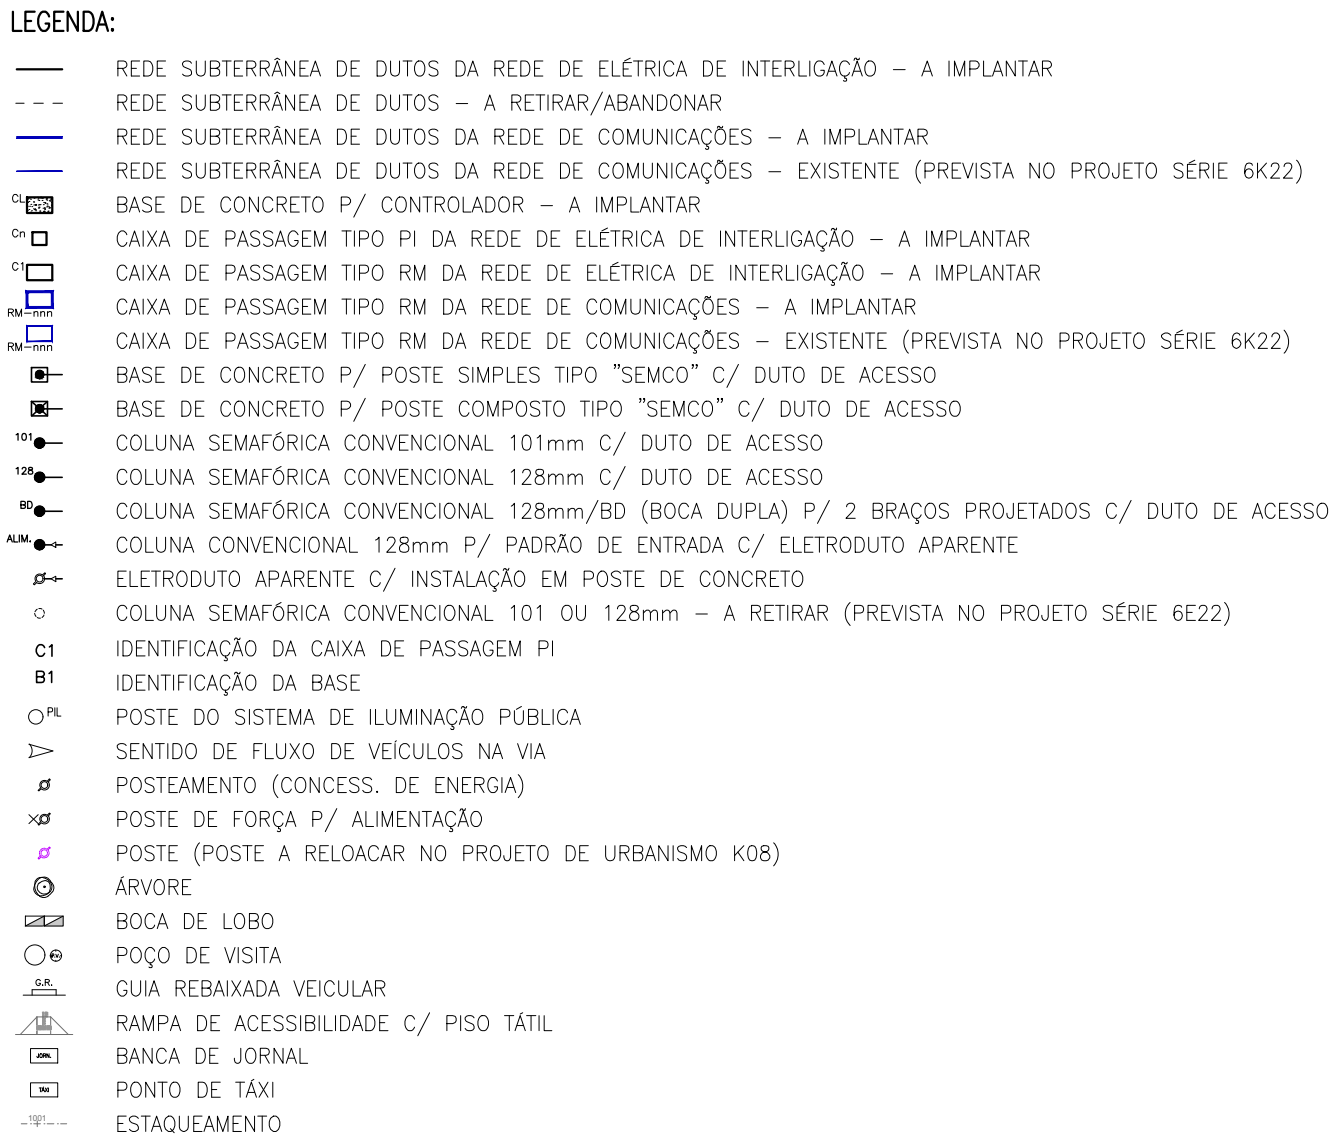 LEGENDA:
REDE SUBTERRÂNEA DE DUTOS DA REDE DE ELÉTRICA DE INTERLIGAÇÃO – A IMPLANTAR
REDE SUBTERRÂNEA DE DUTOS – A RETIRAR/ABANDONAR
REDE SUBTERRÂNEA DE DUTOS DA REDE DE COMUNICAÇÕES – A IMPLANTAR
REDE SUBTERRÂNEA DE DUTOS DA REDE DE COMUNICAÇÕES – EXISTENTE (PREVISTA NO PROJETO SÉRIE 6K22)
CL BASE DE CONCRETO P/ CONTROLADOR – A IMPLANTAR
Cn CAIXA DE PASSAGEM TIPO PI DA REDE DE ELÉTRICA DE INTERLIGAÇÃO – A IMPLANTAR
C1 CAIXA DE PASSAGEM TIPO RM DA REDE DE ELÉTRICA DE INTERLIGAÇÃO – A IMPLANTAR
RM–nnn CAIXA DE PASSAGEM TIPO RM DA REDE DE COMUNICAÇÕES – A IMPLANTAR
RM–nnn CAIXA DE PASSAGEM TIPO RM DA REDE DE COMUNICAÇÕES – EXISTENTE (PREVISTA NO PROJETO SÉRIE 6K22)
BASE DE CONCRETO P/ POSTE SIMPLES TIPO "SEMCO" C/ DUTO DE ACESSO
BASE DE CONCRETO P/ POSTE COMPOSTO TIPO "SEMCO" C/ DUTO DE ACESSO
101 COLUNA SEMAFÓRICA CONVENCIONAL 101mm C/ DUTO DE ACESSO
128 COLUNA SEMAFÓRICA CONVENCIONAL 128mm C/ DUTO DE ACESSO
BD COLUNA SEMAFÓRICA CONVENCIONAL 128mm/BD (BOCA DUPLA) P/ 2 BRAÇOS PROJETADOS C/ DUTO DE ACESSO
ALIM. COLUNA CONVENCIONAL 128mm P/ PADRÃO DE ENTRADA C/ ELETRODUTO APARENTE
ELETRODUTO APARENTE C/ INSTALAÇÃO EM POSTE DE CONCRETO
COLUNA SEMAFÓRICA CONVENCIONAL 101 OU 128mm – A RETIRAR (PREVISTA NO PROJETO SÉRIE 6E22)
C1 IDENTIFICAÇÃO DA CAIXA DE PASSAGEM PI
B1 IDENTIFICAÇÃO DA BASE
PIL POSTE DO SISTEMA DE ILUMINAÇÃO PÚBLICA
SENTIDO DE FLUXO DE VEÍCULOS NA VIA
POSTEAMENTO (CONCESS. DE ENERGIA)
POSTE DE FORÇA P/ ALIMENTAÇÃO
POSTE (POSTE A RELOACAR NO PROJETO DE URBANISMO K08)
ÁRVORE
BOCA DE LOBO
POÇO DE VISITA
G.R. GUIA REBAIXADA VEICULAR
RAMPA DE ACESSIBILIDADE C/ PISO TÁTIL
JORN. BANCA DE JORNAL
TÁXI PONTO DE TÁXI
1001 ESTAQUEAMENTO